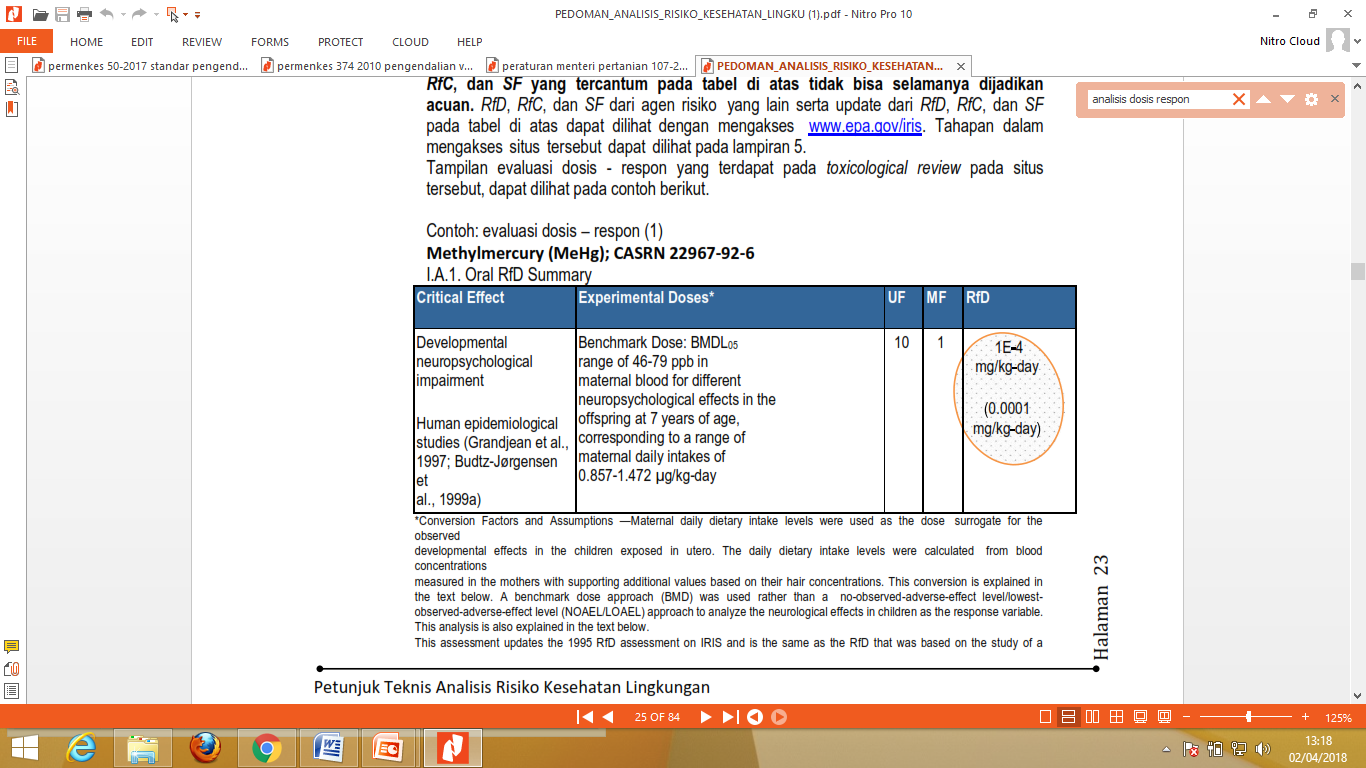 PEDOMAN_ANALISIS_RISIKO_KESEHATAN_LINGKU (1).pdf - Nitro Pro 10
FILE HOME EDIT REVIEW FORMS PROTECT CLOUD HELP Nitro Cloud
permenkes 50-2017 standar pengend... permenkes 374 2010 pengendalian v... peraturan menteri pertanian 107-2... PEDOMAN_ANALISIS_RISIKO_KESEHATAN...
analisis dosis respon
RfC, dan SF yang tercantum pada tabel di atas tidak bisa selamanya dijadikan
acuan. RfD, RfC, dan SF dari agen risiko yang lain serta update dari RfD, RfC, dan SF
pada tabel di atas dapat dilihat dengan mengakses www.epa.gov/iris. Tahapan dalam
mengakses situs tersebut dapat dilihat pada lampiran 5.
Tampilan evaluasi dosis - respon yang terdapat pada toxicological review pada situs
tersebut, dapat dilihat pada contoh berikut.
Contoh: evaluasi dosis – respon (1)
Methylmercury (MeHg); CASRN 22967-92-6
I.A.1. Oral RfD Summary
Critical Effect Experimental Doses* UF MF RfD
Developmental
neuropsychological
impairment
Human epidemiological
studies (Grandjean et al.,
1997; Budtz-Jørgensen
et
al., 1999a)
Benchmark Dose: BMDL05
range of 46-79 ppb in
maternal blood for different
neuropsychological effects in the
offspring at 7 years of age,
corresponding to a range of
maternal daily intakes of
0.857-1.472 µg/kg-day
10
1
1E-4
mg/kg-day
(0.0001
mg/kg-day)
*Conversion Factors and Assumptions —Maternal daily dietary intake levels were used as the dose surrogate for the
observed
developmental effects in the children exposed in utero. The daily dietary intake levels were calculated from blood
concentrations
measured in the mothers with supporting additional values based on their hair concentrations. This conversion is explained in
the text below. A benchmark dose approach (BMD) was used rather than a no-observed-adverse-effect level/lowest-
observed-adverse-effect level (NOAEL/LOAEL) approach to analyze the neurological effects in children as the response variable.
This analysis is also explained in the text below.
This assessment updates the 1995 RfD assessment on IRIS and is the same as the RfD that was based on the study of a
Halaman 23
Petunjuk Teknis Analisis Risiko Kesehatan Lingkungan
25 OF 84
125%
13:18
02/04/2018